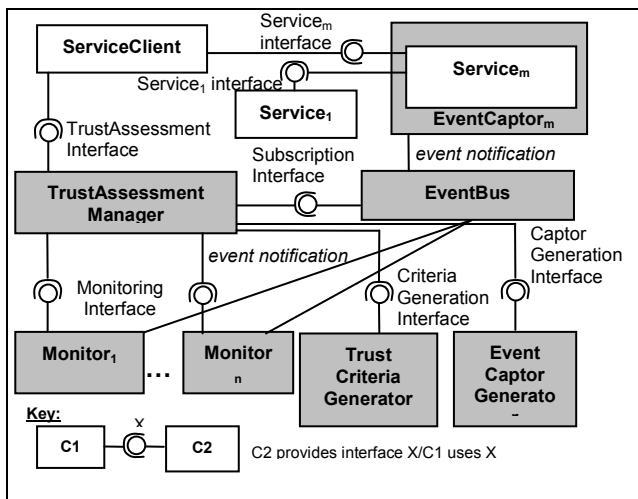 Service_m
interface
ServiceClient
Service_m
Service_1 interface
Service_1
EventCaptor_m
TrustAssessment
Interface
Subscription
Interface
event notification
TrustAssessment
Manager
EventBus
Captor
Generation
Interface
event notification
Monitoring
Interface
Criteria
Generation
Interface
Monitor_1
...
Monitor
n
Trust
Criteria
Generator
Event
Captor
Generato
Key:
X
C1
C2
C2 provides interface X/C1 uses X